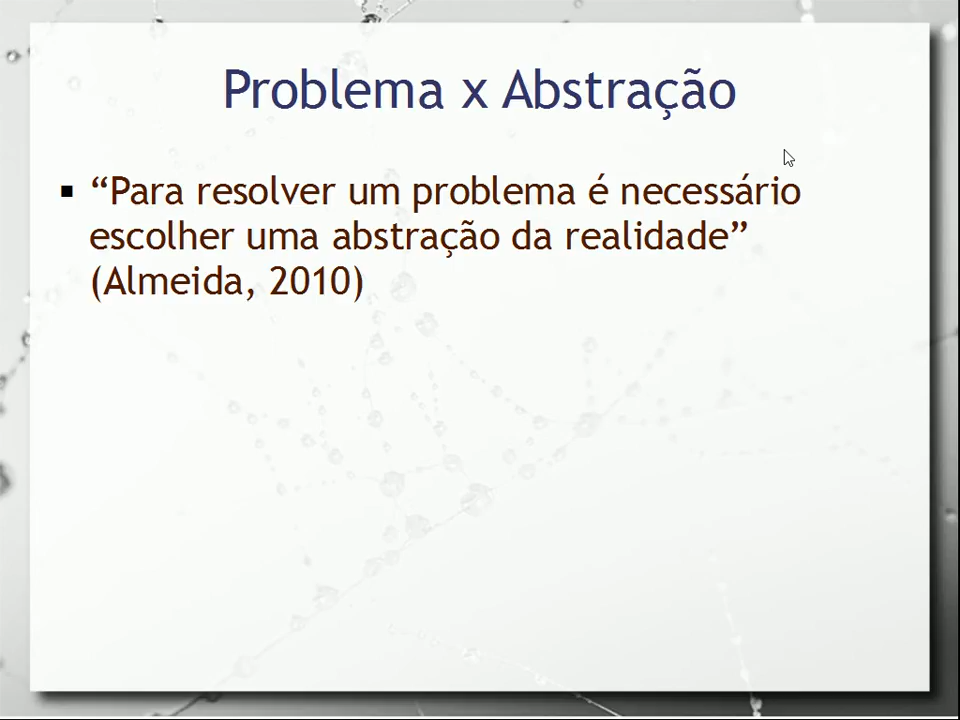 Problema x Abstração
“Para resolver um problema é necessário
escolher uma abstração da realidade”
(Almeida, 2010)